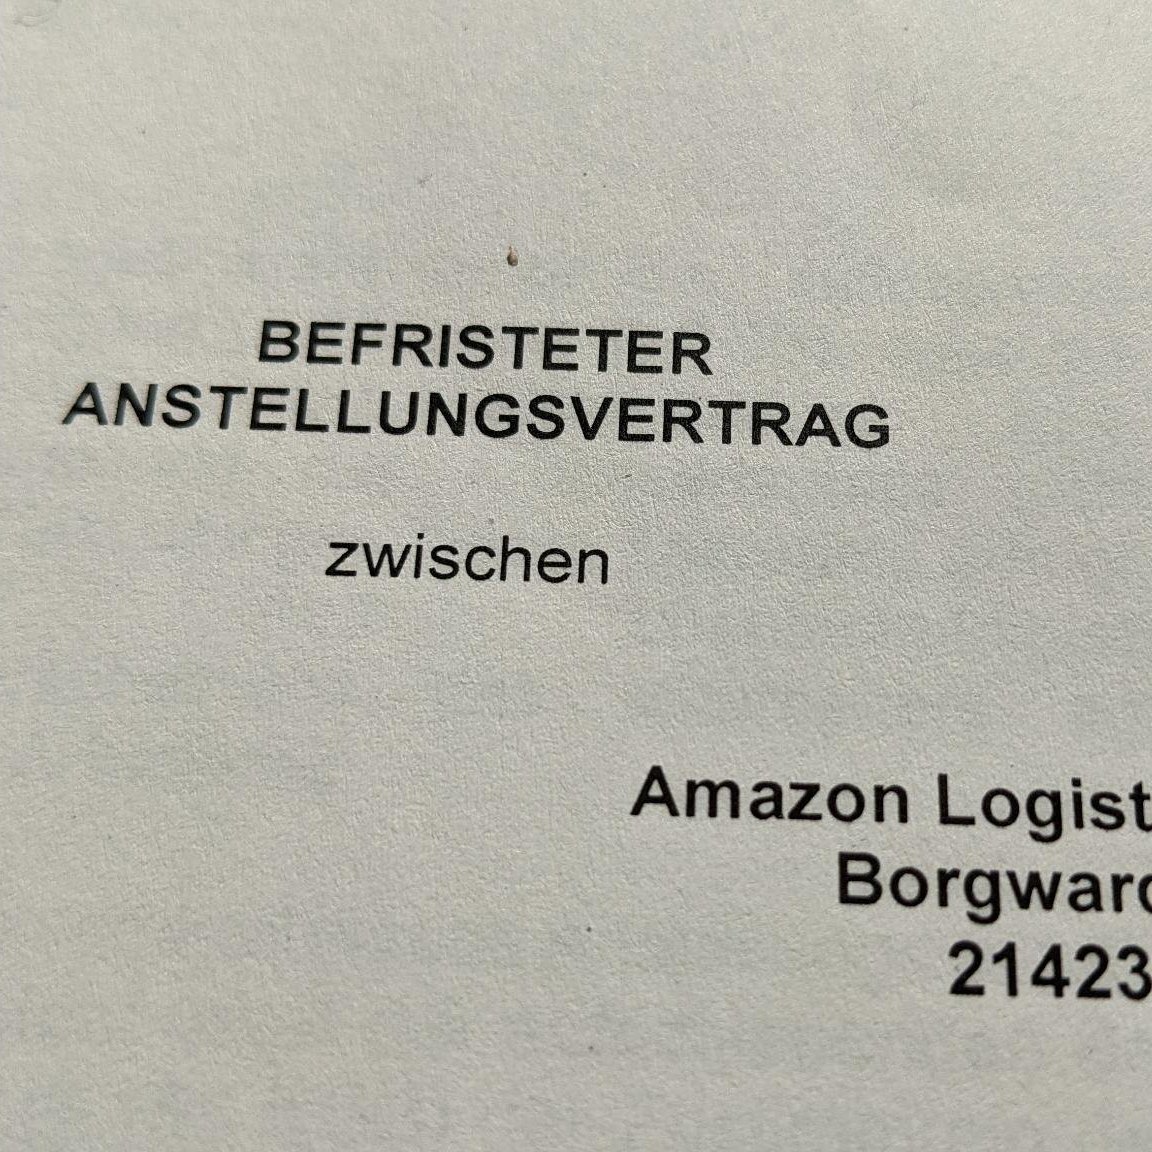 BEFRISTETER
ANSTELLUNGSVERTRAG
zwischen
Amazon Logist
Borgward
21423